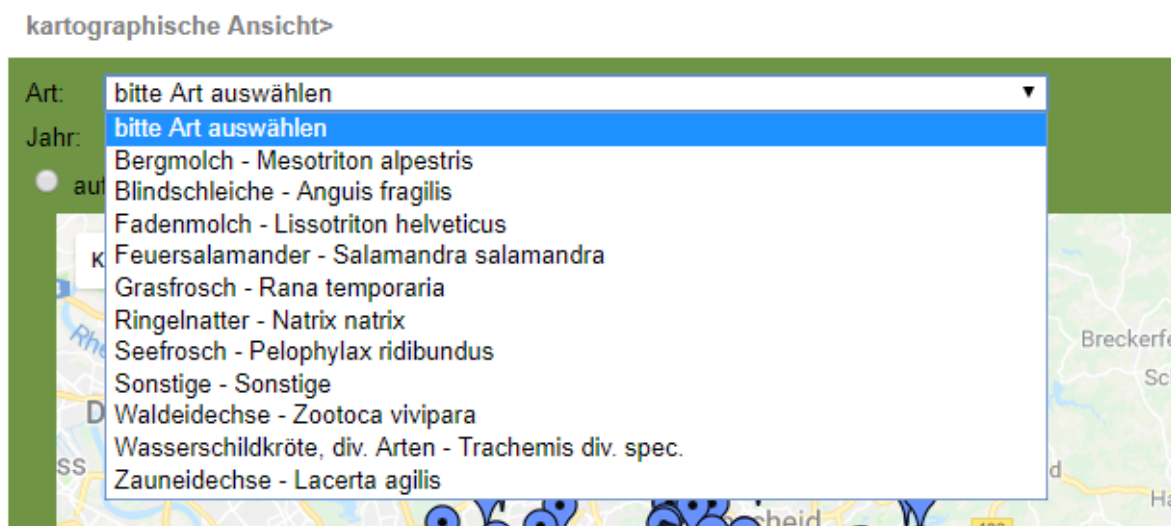 kartographische Ansicht>
Art: bitte Art auswählen
bitte Art auswählen
Jahr:
Bergmolch - Mesotriton alpestris
Blindschleiche - Anguis fragilis
Fadenmolch - Lissotriton helveticus
Feuersalamander - Salamandra salamandra
Grasfrosch - Rana temporaria
Ringelnatter - Natrix natrix
Seefrosch - Pelophylax ridibundus
Sonstige - Sonstige
Waldeidechse - Zootoca vivipara
Wasserschildkröte, div. Arten - Trachemis div. spec.
Zauneidechse - Lacerta agilis
Breckerfe